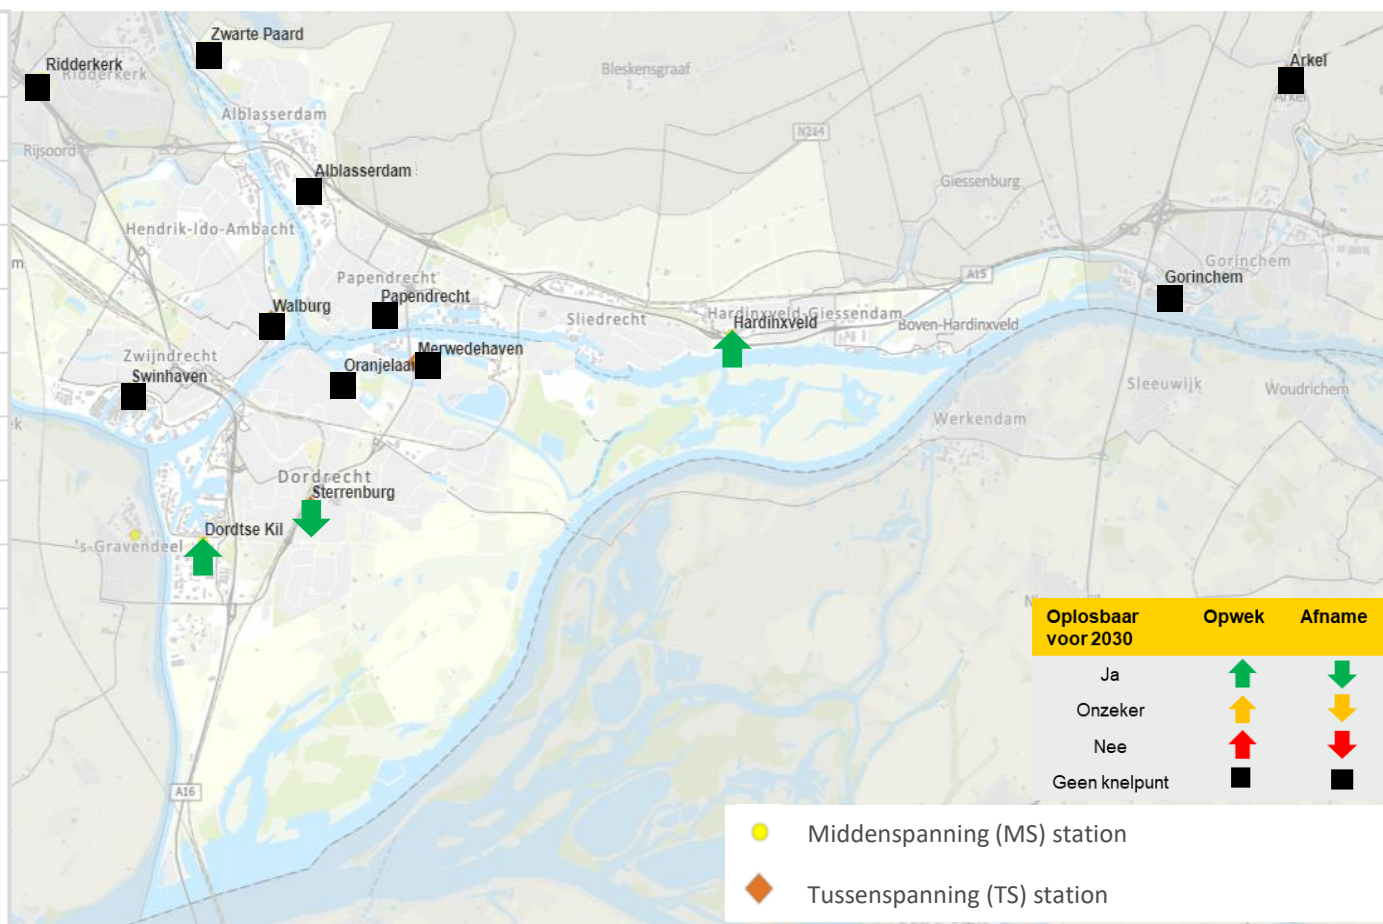 Zwarte Paard
Ridderkerk
Ridderkerk
Bleskensgraaf
Arkel
Arkel
Alblasserdam
N214
Rijsoord
Alblasserdam
Giessenburg
Hendrik-Ido-Ambacht
Gorinchem
m
Papendrecht
A15
Gorinchem
Papendrecht
Walburg
Sliedrecht
Hardinxveld-Giessendam
Hardinxveld
Boven-Hardinxveld
Merwedehaven
Zwijndrecht
Oranjelaan
Swinhaven
Sleeuwijk
Woudrichem
Werkendam
ek
Dordrecht
Sterrenburg
Dordtse Kil
's-Gravendeel
A16
Oplosbaar Opwek Afname
voor 2030
Ja
Onzeker
Nee
Geen knelpunt
Middenspanning (MS) station
Tussenspanning (TS) station